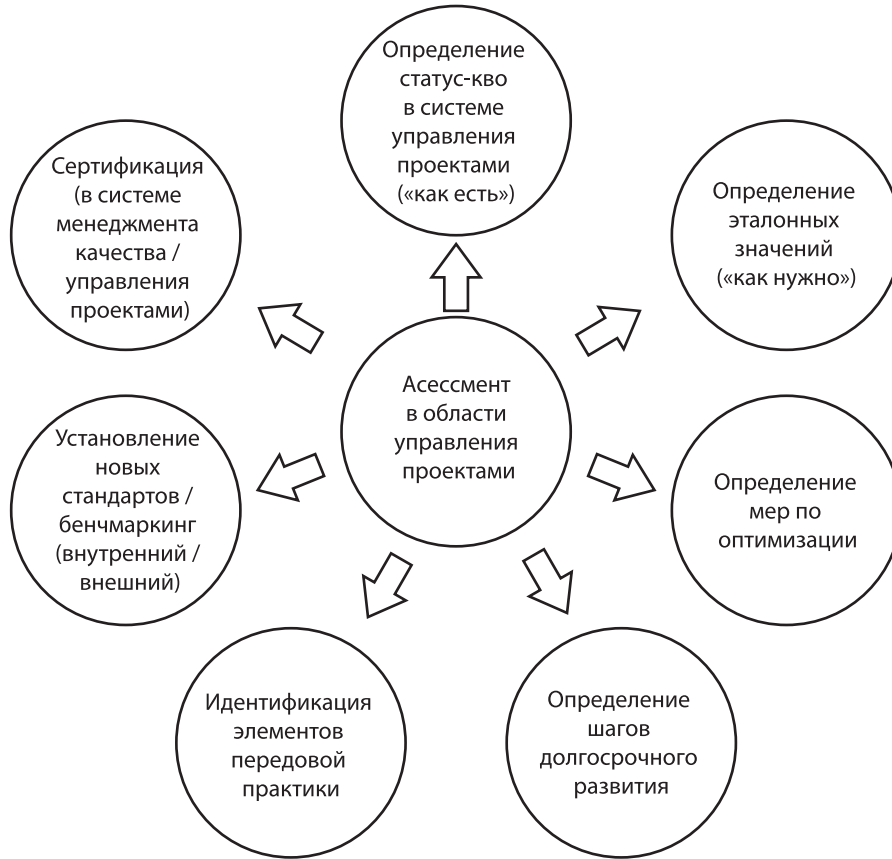 Определение
статус-кво
в системе
управления
проектами
(«как есть»)
Сертификация
(в системе
менеджмента
качества /
управления
проектами)
Определение
эталонных
значений
(«как нужно»)
Асессмент
в области
управления
проектами
Установление
новых
стандартов /
бенчмаркинг
(внутренний /
внешний)
Определение
мер по
оптимизации
Идентификация
элементов
передовой
практики
Определение
шагов
долгосрочного
развития